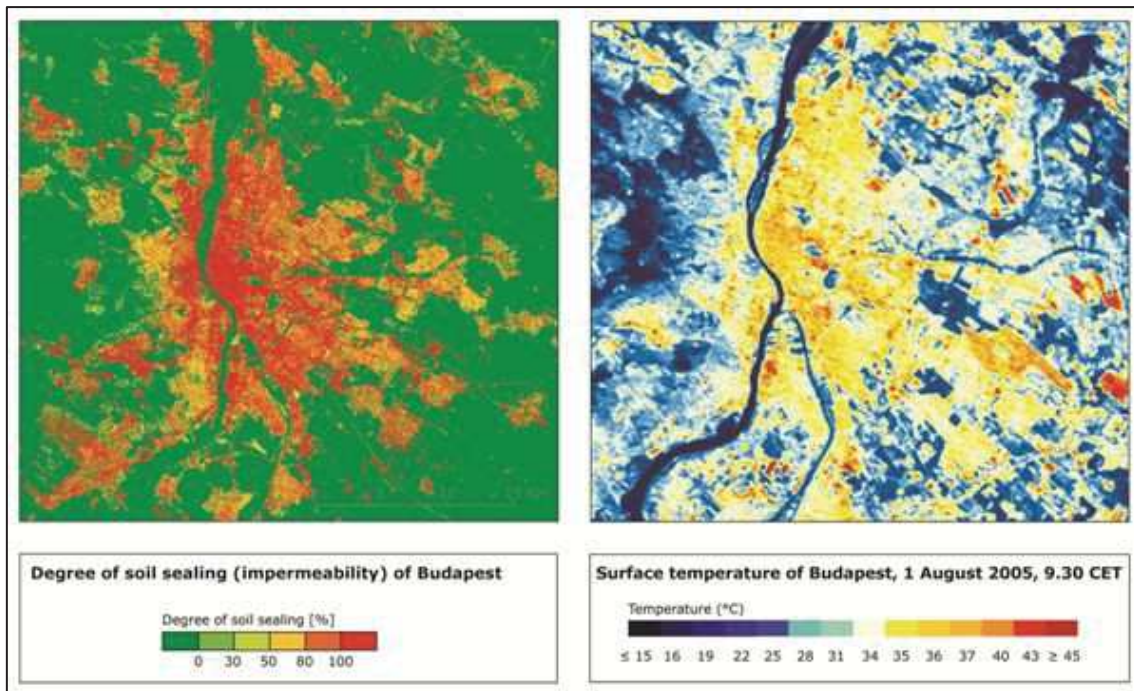 Degree of soil sealing (impermeability) of Budapest
Degree of soil sealing [%]
0 30 50 80 100
Surface temperature of Budapest, 1 August 2005, 9.30 CET
Temperature (°C)
≤ 15 16 19 22 25 28 31 34 35 36 37 40 43 ≥ 45